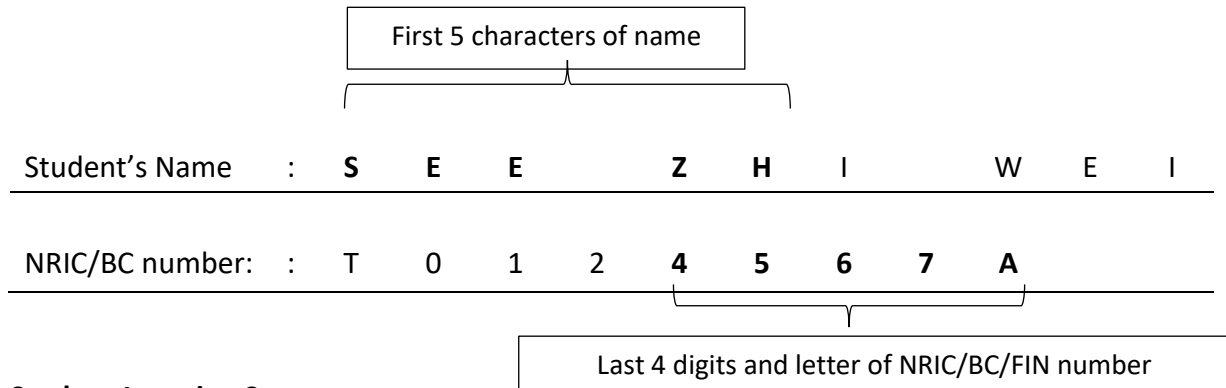 First 5 characters of name
Student’s Name : S E E Z H I W E I
NRIC/BC number: : T 0 1 2 4 5 6 7 A
Last 4 digits and letter of NRIC/BC/FIN number